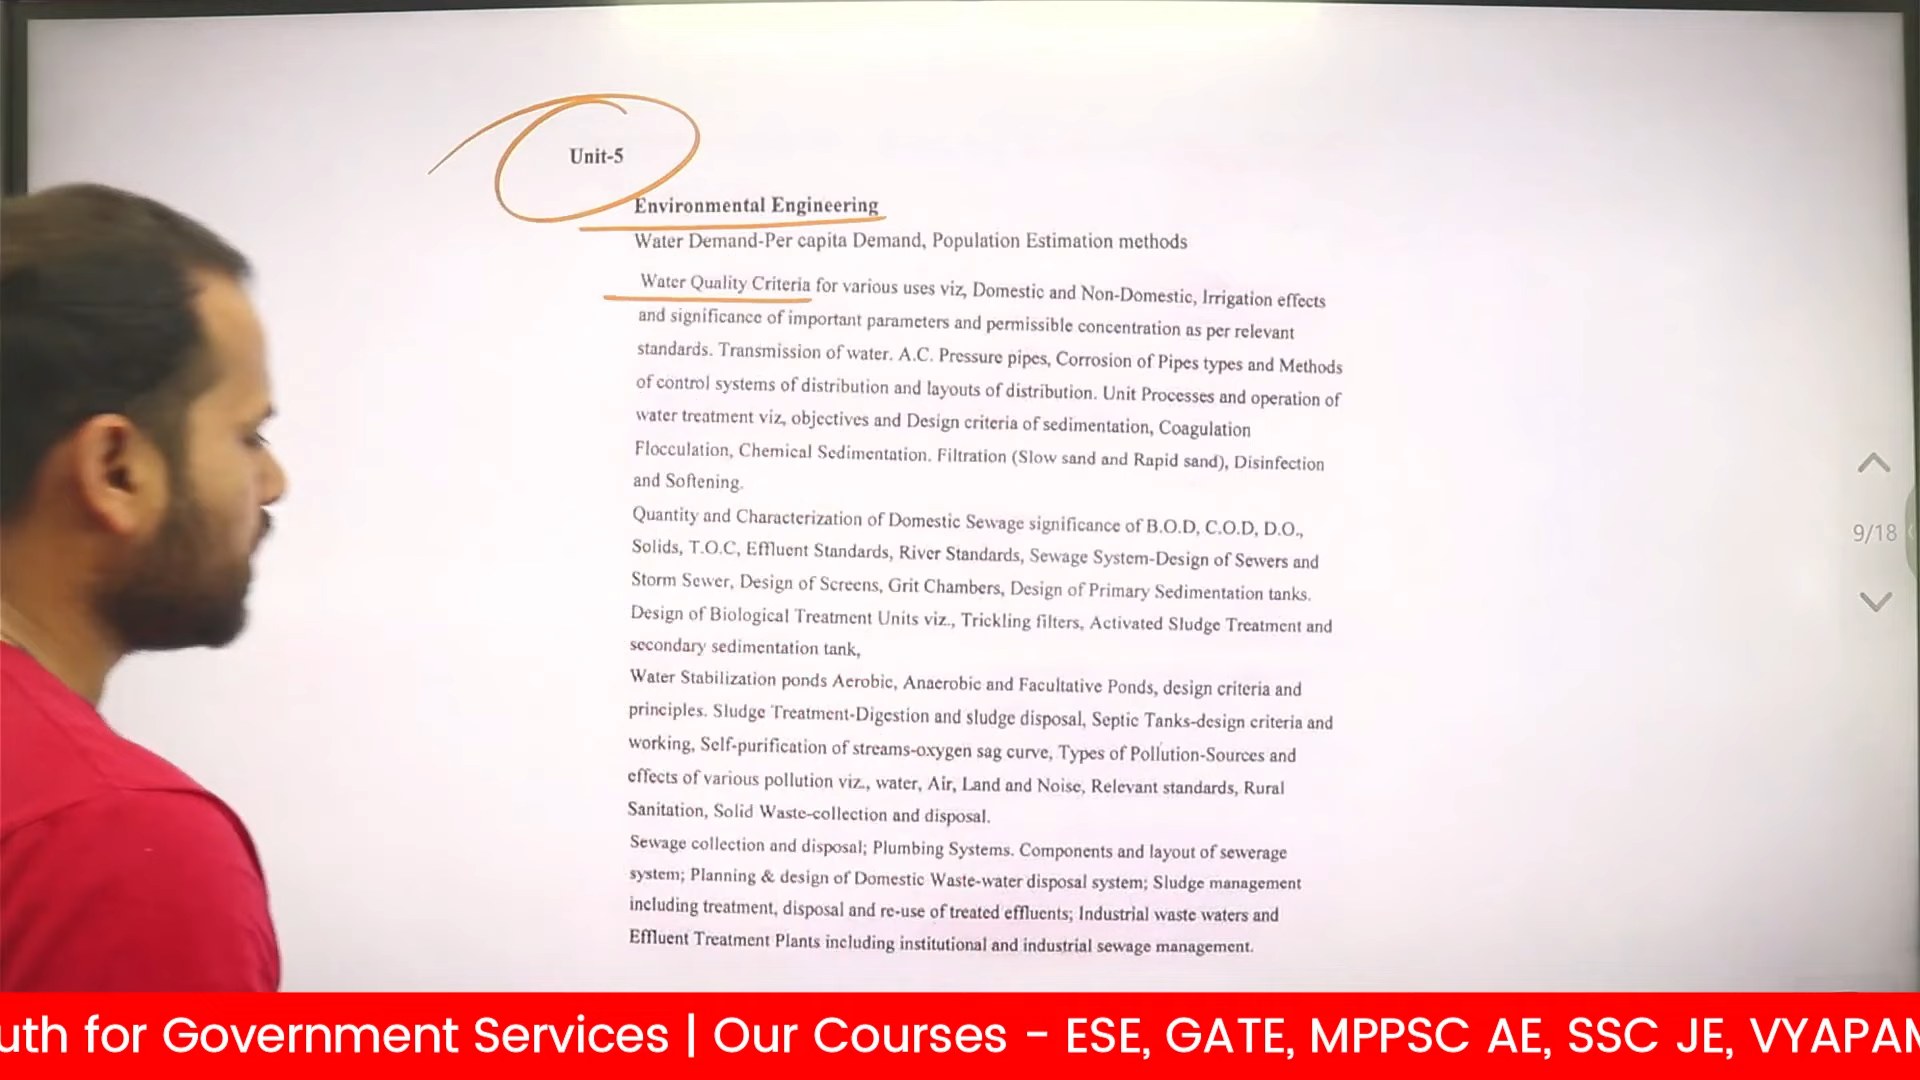 Unit-5
Environmental Engineering
Water Demand-Per capita Demand, Population Estimation methods
Water Quality Criteria for various uses viz, Domestic and Non-Domestic, Irrigation effects
and significance of important parameters and permissible concentration as per relevant
standards. Transmission of water. A.C. Pressure pipes, Corrosion of Pipes types and Methods
of control systems of distribution and layouts of distribution. Unit Processes and operation of
water treatment viz, objectives and Design criteria of sedimentation, Coagulation
Flocculation, Chemical Sedimentation. Filtration (Slow sand and Rapid sand), Disinfection
and Softening.
Quantity and Characterization of Domestic Sewage significance of B.O.D, C.O.D, D.O.,
Solids, T.O.C, Effluent Standards, River Standards, Sewage System-Design of Sewers and
Storm Sewer, Design of Screens, Grit Chambers, Design of Primary Sedimentation tanks.
Design of Biological Treatment Units viz., Trickling filters, Activated Sludge Treatment and
secondary sedimentation tank,
Water Stabilization ponds Aerobic, Anaerobic and Facultative Ponds, design criteria and
principles. Sludge Treatment-Digestion and sludge disposal, Septic Tanks-design criteria and
working, Self-purification of streams-oxygen sag curve, Types of Pollution-Sources and
effects of various pollution viz., water, Air, Land and Noise, Relevant standards, Rural
Sanitation, Solid Waste-collection and disposal.
Sewage collection and disposal; Plumbing Systems. Components and layout of sewerage
system; Planning & design of Domestic Waste-water disposal system; Sludge management
including treatment, disposal and re-use of treated effluents; Industrial waste waters and
Effluent Treatment Plants including institutional and industrial sewage management.
9/18
uth for Government Services | Our Courses - ESE, GATE, MPPSC AE, SSC JE, VYAPAM